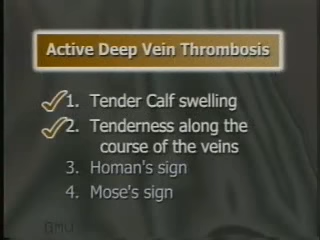 Active Deep Vein Thrombosis
1. Tender Calf swelling
2. Tenderness along the
course of the veins
3. Homan's sign
4. Mose's sign
GMU